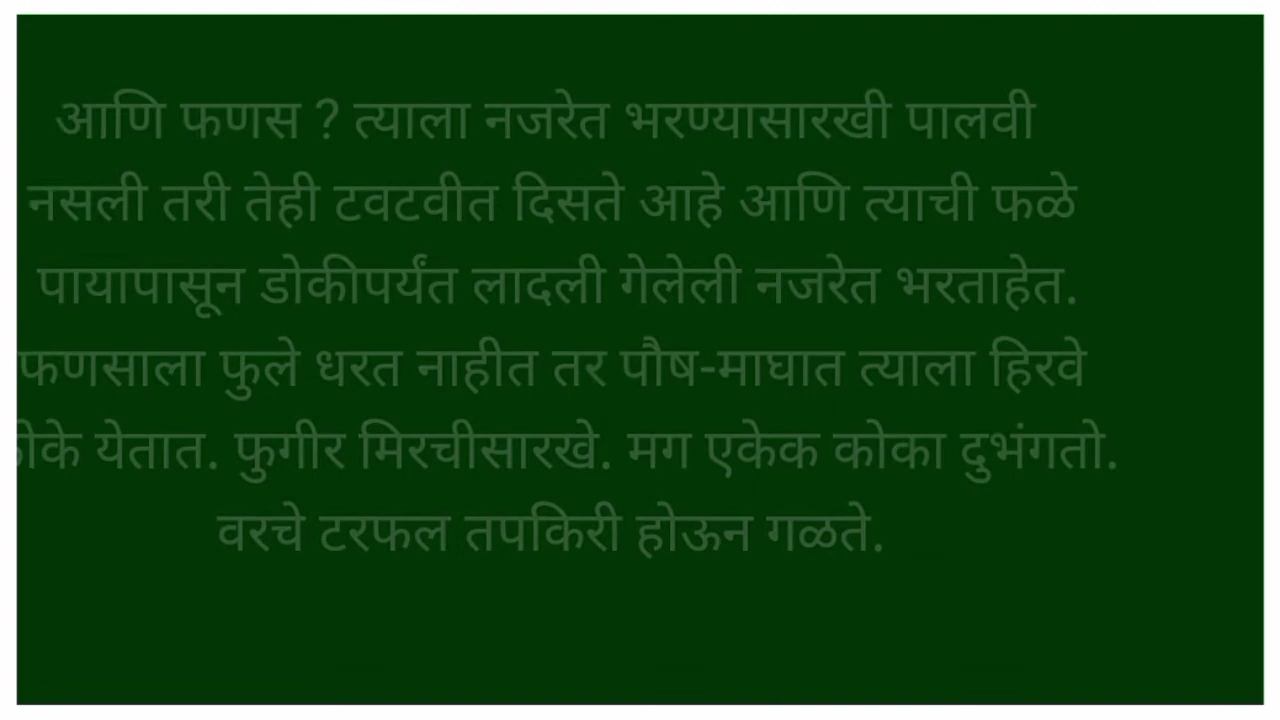 आणि फणस ? त्याला नजरेत भरण्यासारखी पालवी
नसली तरी तेही टवटवीत दिसते आहे आणि त्याची फळे
पायापासून डोकीपर्यंत लादली गेलेली नजरेत भरताहेत.
फणसाला फुले धरत नाहीत तर पौष-माघात त्याला हिरवे
येतात. फुगीर मिरचीसारखे. मग एकेक कोका दुभंगतो.
वरचे टरफल तपकिरी होऊन गळते.